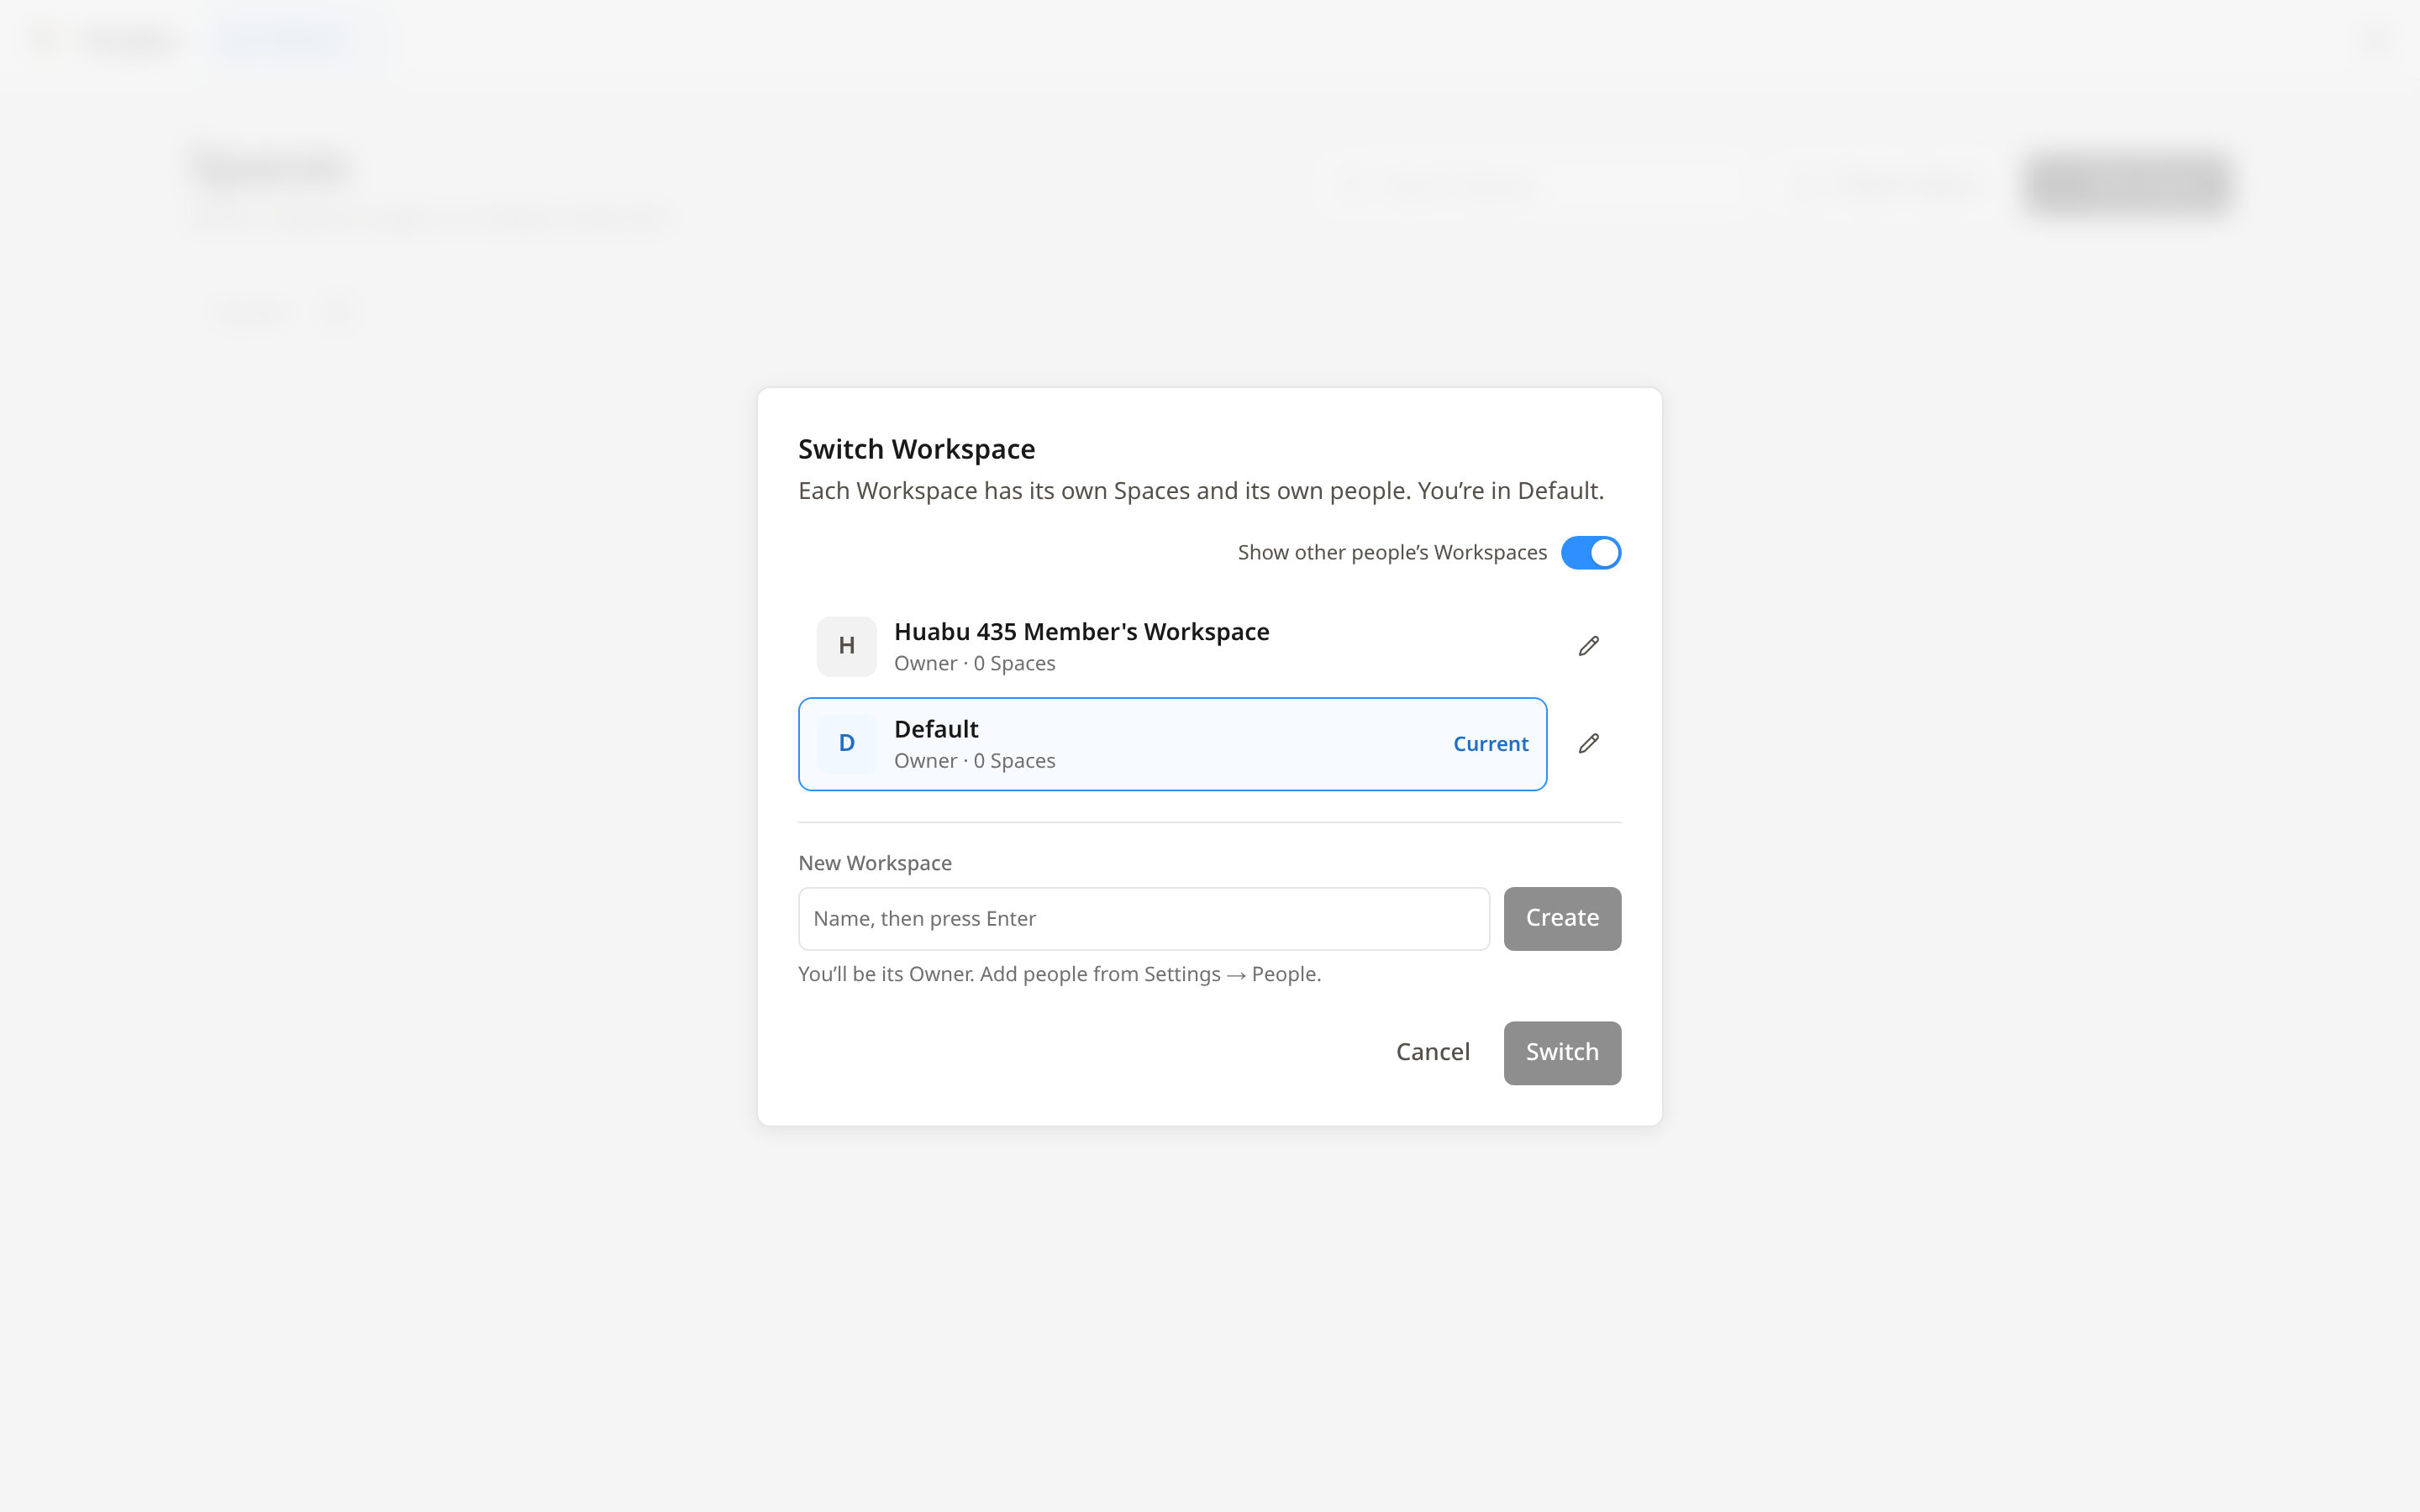 Switch Workspace
Each Workspace has its own Spaces and its own people. You’re in Default.
Show other people’s Workspaces
H
Huabu 435 Member's Workspace
Owner · 0 Spaces
D
Default
Owner · 0 Spaces
Current
New Workspace
Name, then press Enter
Create
You’ll be its Owner. Add people from Settings → People.
Cancel
Switch